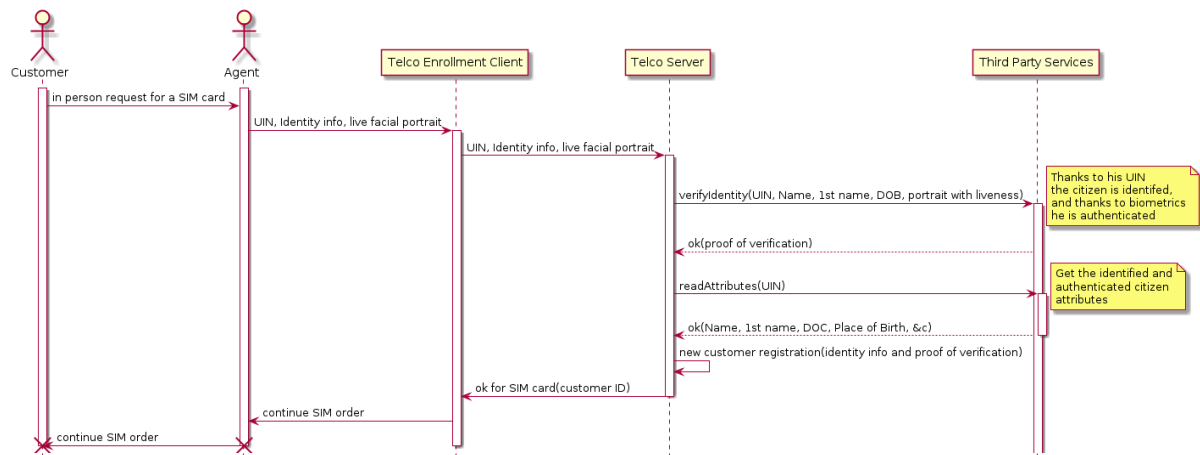 Customer
Agent
Telco Enrollment Client
Telco Server
Third Party Services
in person request for a SIM card
UIN, Identity info, live facial portrait
UIN, Identity info, live facial portrait
verifyIdentity(UIN, Name, 1st name, DOB, portrait with liveness)
Thanks to his UIN
the citizen is identifed,
and thanks to biometrics
he is authenticated
ok(proof of verification)
readAttributes(UIN)
Get the identified and
authenticated citizen
attributes
ok(Name, 1st name, DOC, Place of Birth, &c)
new customer registration(identity info and proof of verification)
ok for SIM card(customer ID)
continue SIM order
continue SIM order